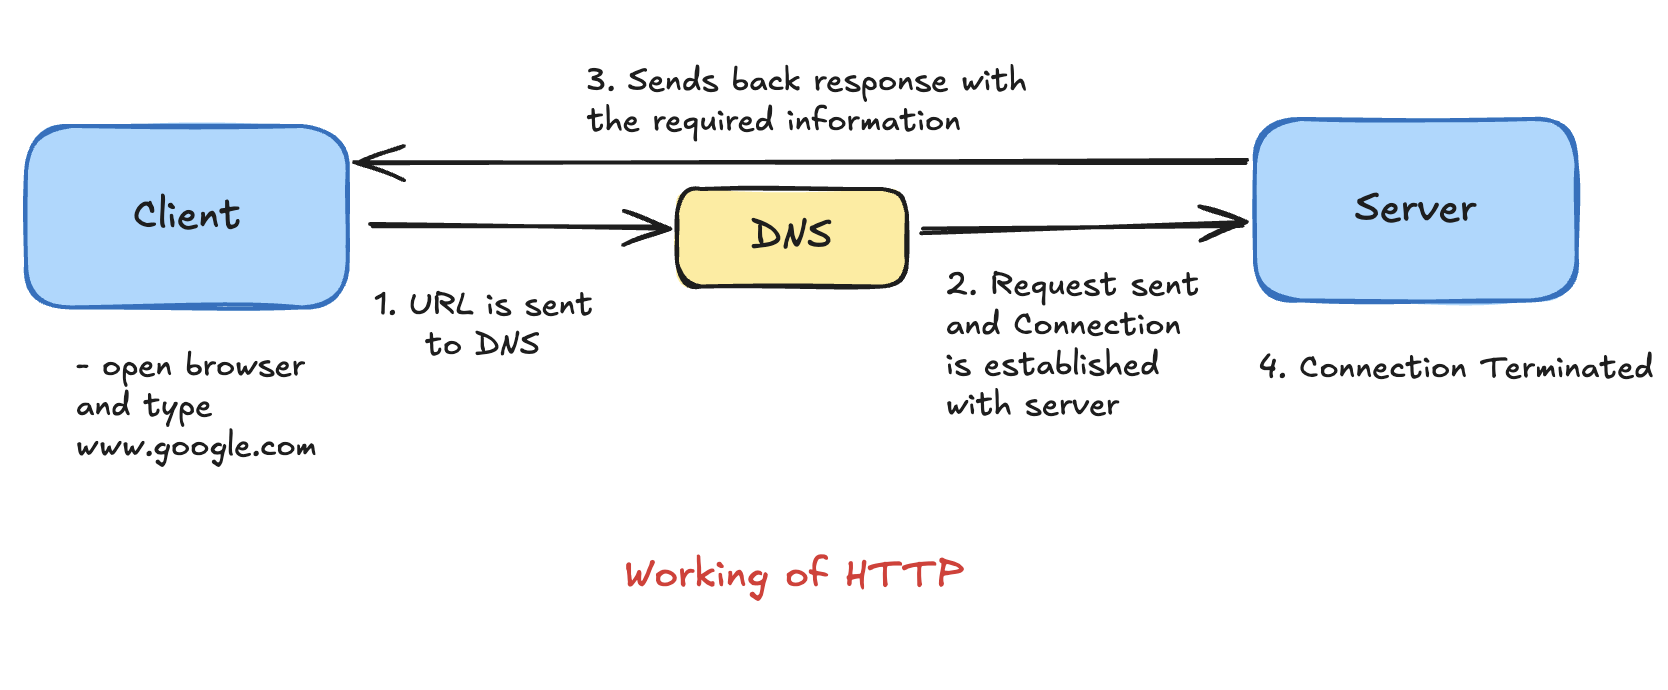 3. Sends back response with
the required information
Client
DNS
Server
1. URL is sent
to DNS
2. Request sent
and Connection
is established
with server
- open browser
and type
www.google.com
4. Connection Terminated
Working of HTTP